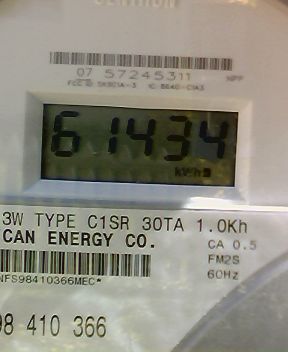 CENTRON
07 57245311
61434
kWh
3W TYPE C1SR 30TA 1.0Kh
CAN ENERGY CO.
CA 0.5
FM2S
60Hz
NFS98410366MEC*
98 410 366